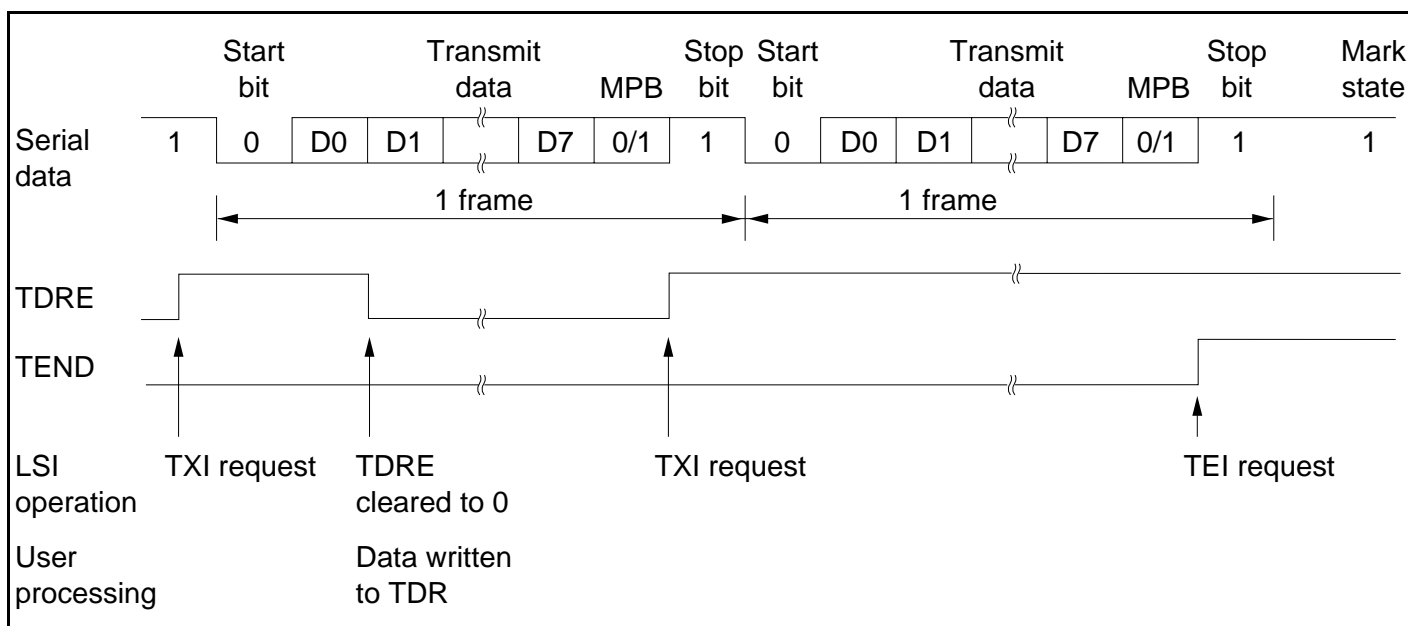 Start Transmit Stop Start Transmit Stop Mark
bit data MPB bit bit data MPB bit state
Serial data 1 0 D0 D1 D7 0/1 1 0 D0 D1 D7 0/1 1 1
1 frame 1 frame
TDRE
TEND
LSI TXI request TDRE TXI request TEI request
operation cleared to 0
User Data written
processing to TDR